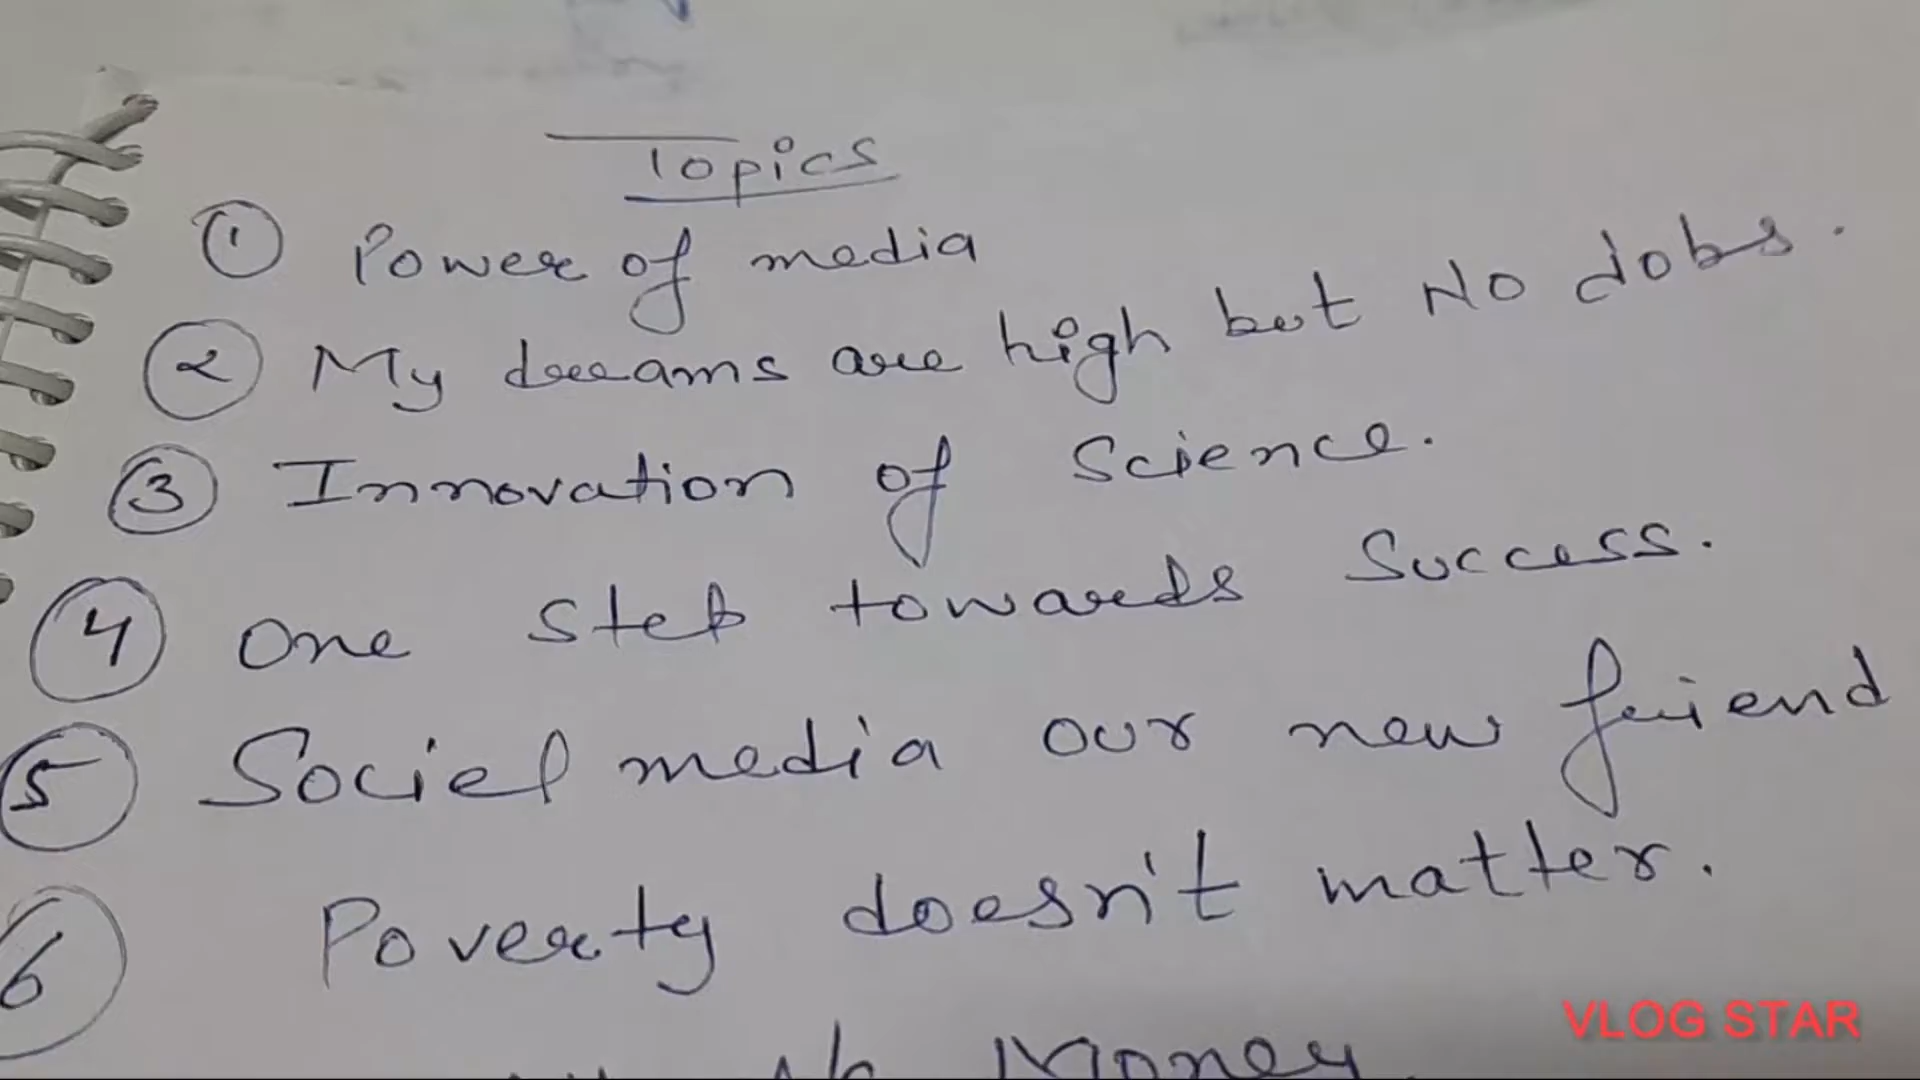 Topics
① Power of media
② My dreams are high but No Jobs.
③ Innovation of Science.
④ One step towards Success.
⑤ Sociel media our new friend
⑥ Poverty doesn't matter.
Money
VLOG STAR